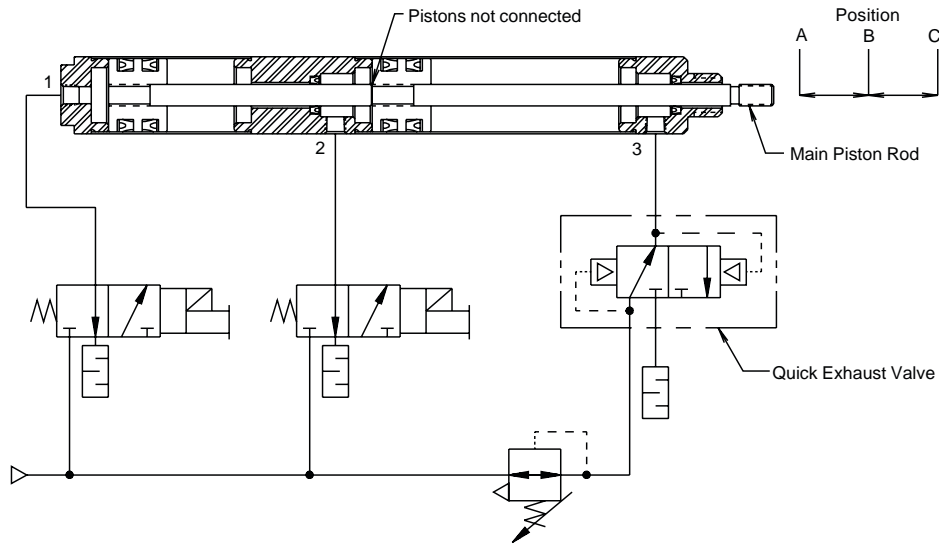 Pistons not connected
Position
A B C
1
2
3
Main Piston Rod
Quick Exhaust Valve